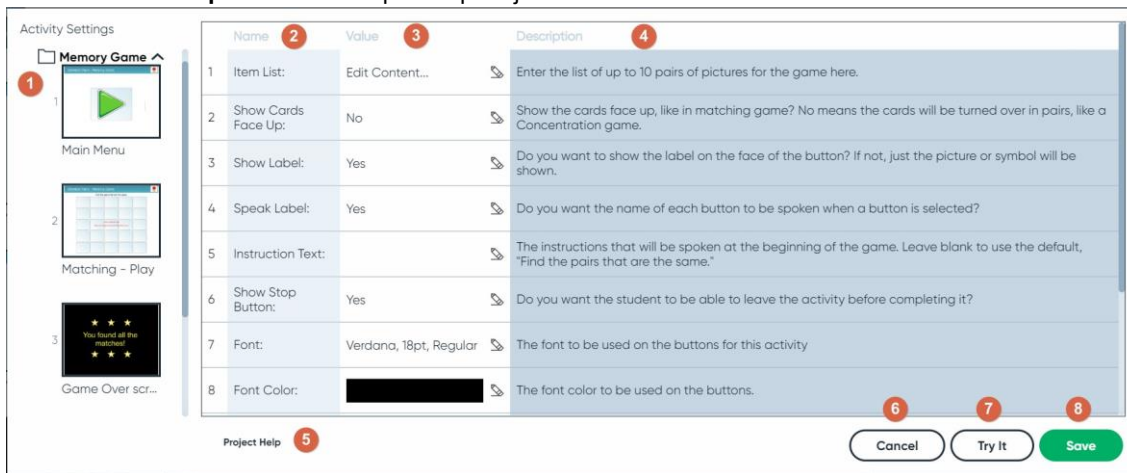 Activity Settings
Memory Game
1
1
Main Menu
2
Matching - Play
3
You found all the
matches!
Game Over scr...
Name 2 Value 3 Description 4
1 Item List: Edit Content... Enter the list of up to 10 pairs of pictures for the game here.
2 Show Cards
Face Up: No Show the cards face up, like in matching game? No means the cards will be turned over in pairs, like a
Concentration game.
3 Show Label: Yes Do you want to show the label on the face of the button? If not, just the picture or symbol will be
shown.
4 Speak Label: Yes Do you want the name of each button to be spoken when a button is selected?
5 Instruction Text: The instructions that will be spoken at the beginning of the game. Leave blank to use the default,
"Find the pairs that are the same."
6 Show Stop
Button: Yes Do you want the student to be able to leave the activity before completing it?
7 Font: Verdana, 18pt, Regular The font to be used on the buttons for this activity
8 Font Color: The font color to be used on the buttons.
Project Help 5
6 7 8
Cancel Try It Save